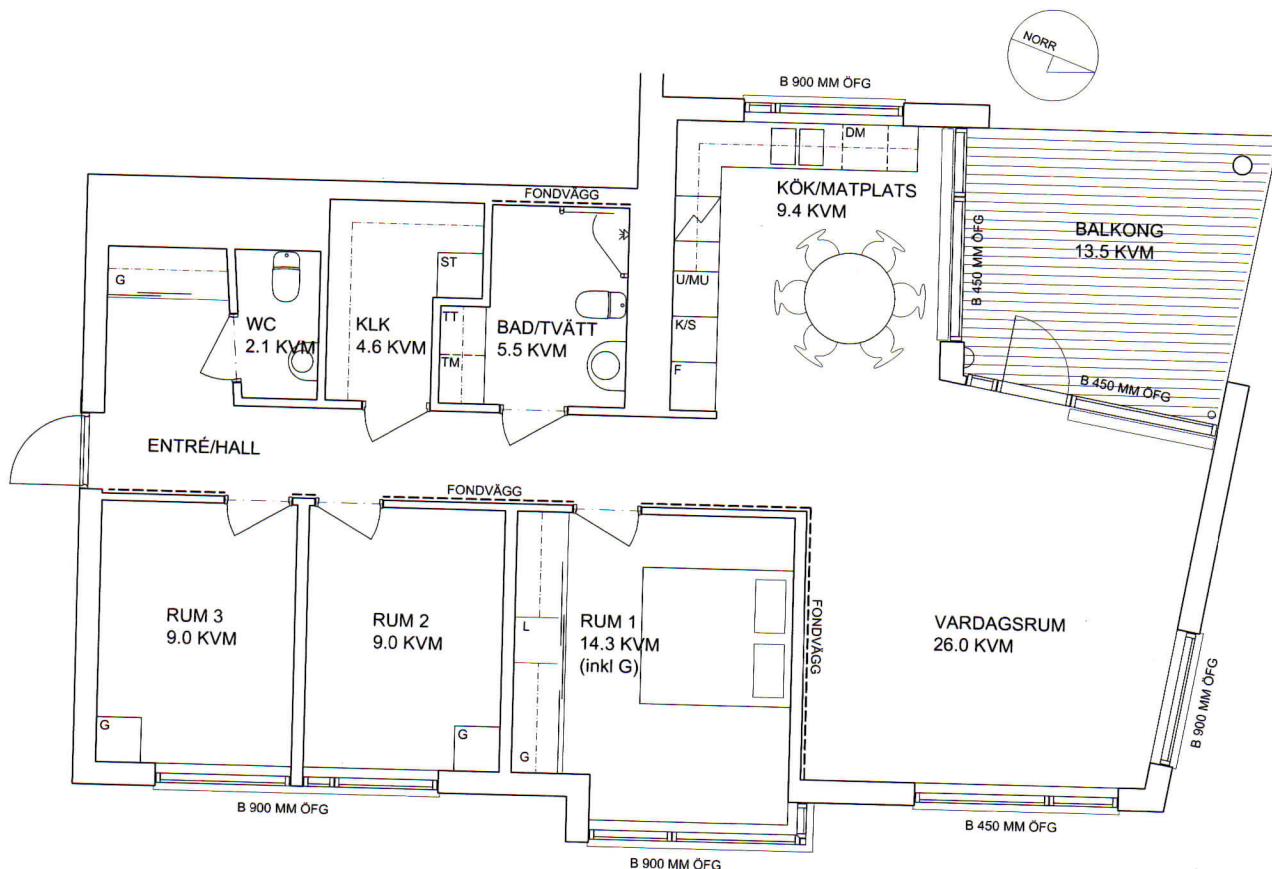 NORR
B 900 MM ÖFG
DM
FONDVÄGG
KÖK/MATPLATS
9.4 KVM
BALKONG
13.5 KVM
B 450 MM ÖFG
G
ST
U/MU
WC
2.1 KVM
KLK
4.6 KVM
TT
BAD/TVÄTT
5.5 KVM
K/S
TM
F
B 450 MM ÖFG
ENTRÉ/HALL
FONDVÄGG
RUM 3
9.0 KVM
RUM 2
9.0 KVM
L
RUM 1
14.3 KVM
(inkl G)
FONDVÄGG
VARDAGSRUM
26.0 KVM
B 900 MM ÖFG
G
G
G
B 900 MM ÖFG
B 900 MM ÖFG
B 450 MM ÖFG